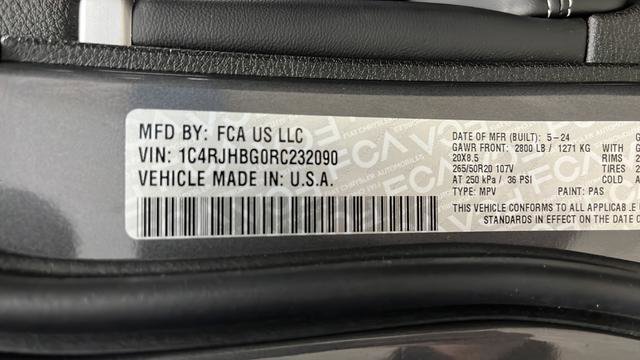 MFD BY: FCA US LLC
VIN: 1C4RJHBG0RC232090
VEHICLE MADE IN: U.S.A.
DATE OF MFR (BUILT): 5-24
GAWR FRONT: 2800 LB / 1271 KG WITH
20X8.5 RIMS
265/50R20 107V TIRES
AT 250 kPa / 36 PSI COLD
TYPE: MPV PAINT: PAS
THIS VEHICLE CONFORMS TO ALL APPLICABLE
STANDARDS IN EFFECT ON THE DATE